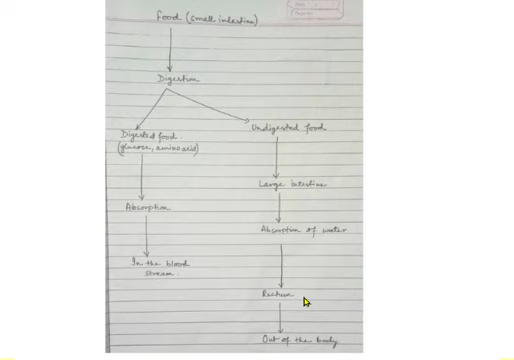 Food (small intestine)
Digestion
Digested food.
(glucose, amino acid)
Undigested food
Large intestine
Absorption
Absorption of water
In the blood
stream.
Rectum
Out of the body